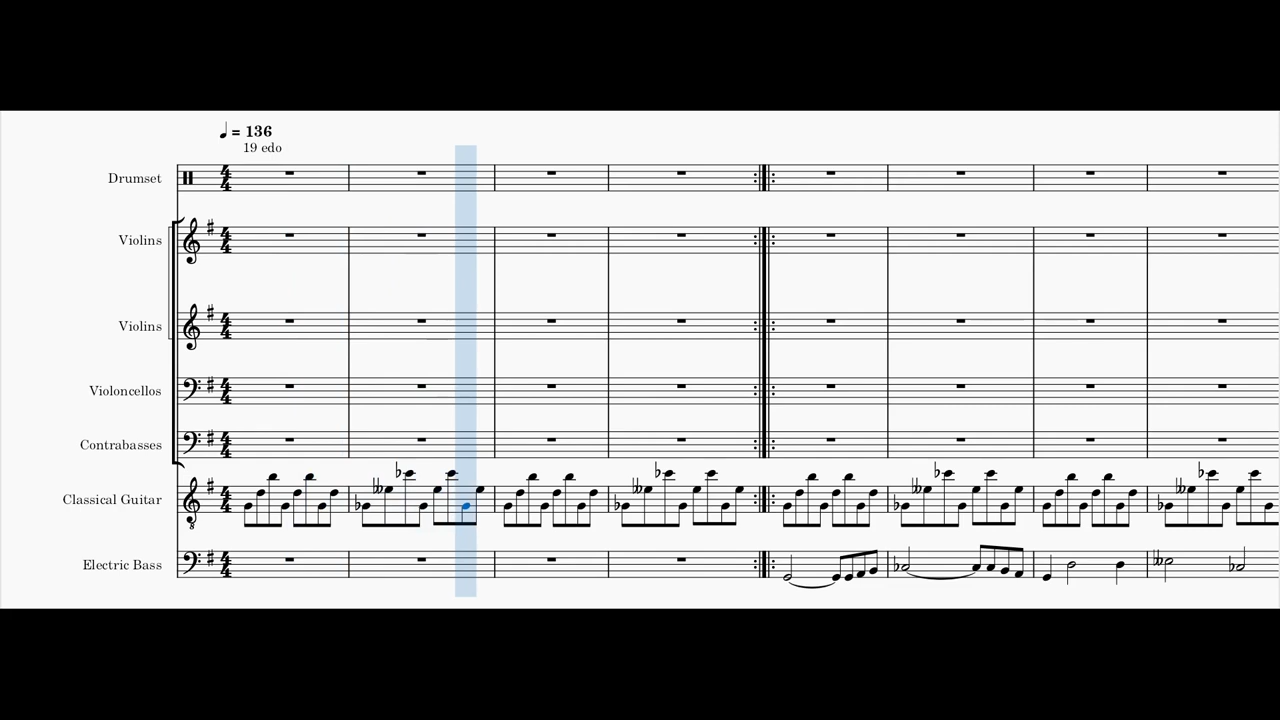 ♩ = 136
19 edo
Drumset
Violins
Violins
Violoncellos
Contrabasses
Classical Guitar
Electric Bass